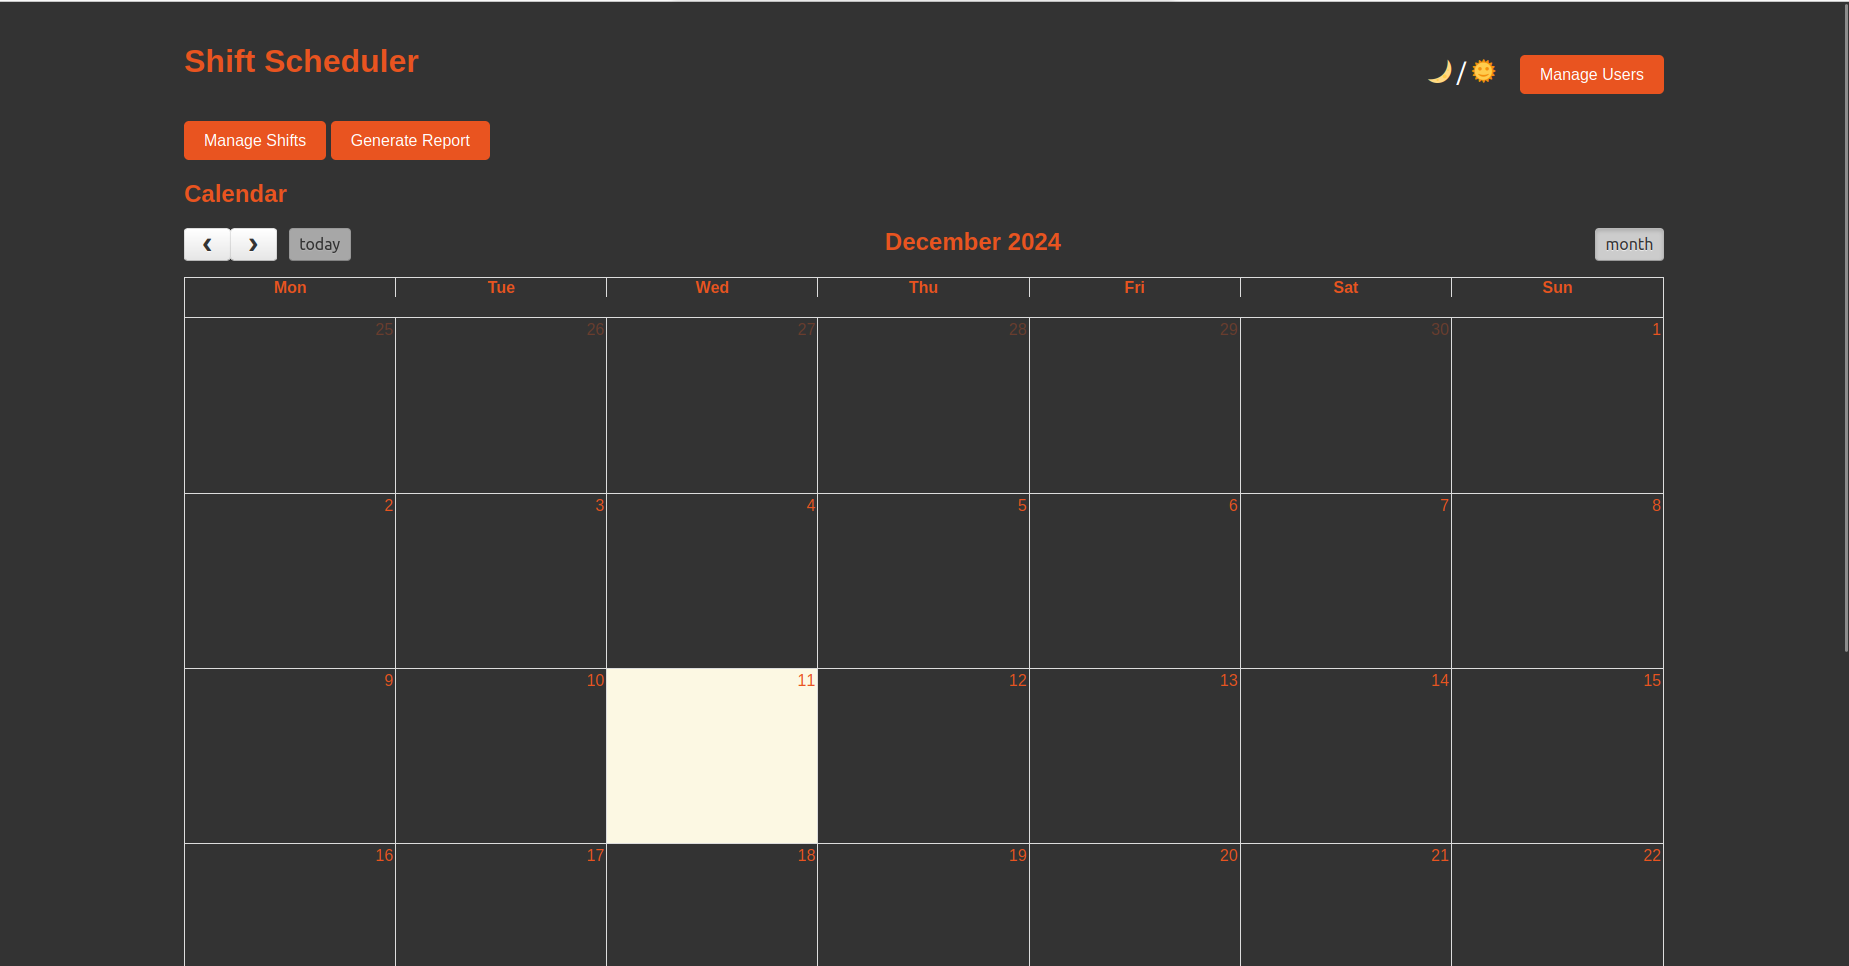 Shift Scheduler
🌙/🌞 Manage Users
Manage Shifts Generate Report
Calendar
‹ › today December 2024 month
Mon Tue Wed Thu Fri Sat Sun
25 26 27 28 29 30 1
2 3 4 5 6 7 8
9 10 11 12 13 14 15
16 17 18 19 20 21 22